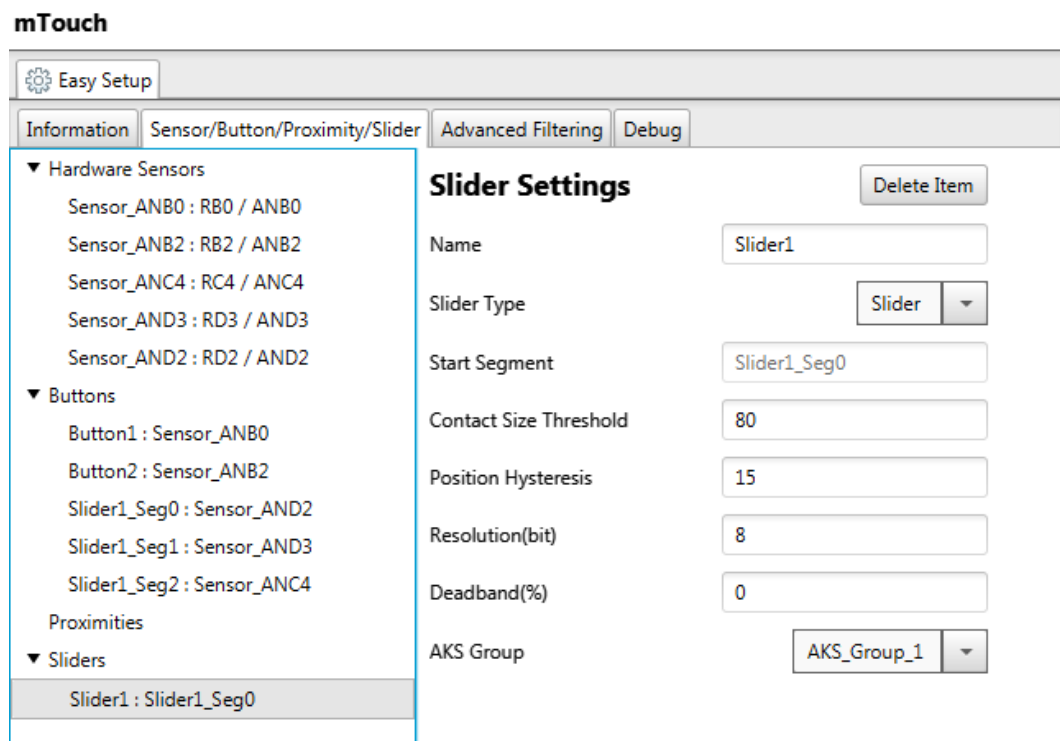 mTouch
Easy Setup
Information Sensor/Button/Proximity/Slider Advanced Filtering Debug
Hardware Sensors
Sensor_ANB0 : RB0 / ANB0
Sensor_ANB2 : RB2 / ANB2
Sensor_ANC4 : RC4 / ANC4
Sensor_AND3 : RD3 / AND3
Sensor_AND2 : RD2 / AND2
Buttons
Button1 : Sensor_ANB0
Button2 : Sensor_ANB2
Slider1_Seg0 : Sensor_AND2
Slider1_Seg1 : Sensor_AND3
Slider1_Seg2 : Sensor_ANC4
Proximities
Sliders
Slider1 : Slider1_Seg0
Slider Settings Delete Item
Name Slider1
Slider Type Slider
Start Segment Slider1_Seg0
Contact Size Threshold 80
Position Hysteresis 15
Resolution(bit) 8
Deadband(%) 0
AKS Group AKS_Group_1